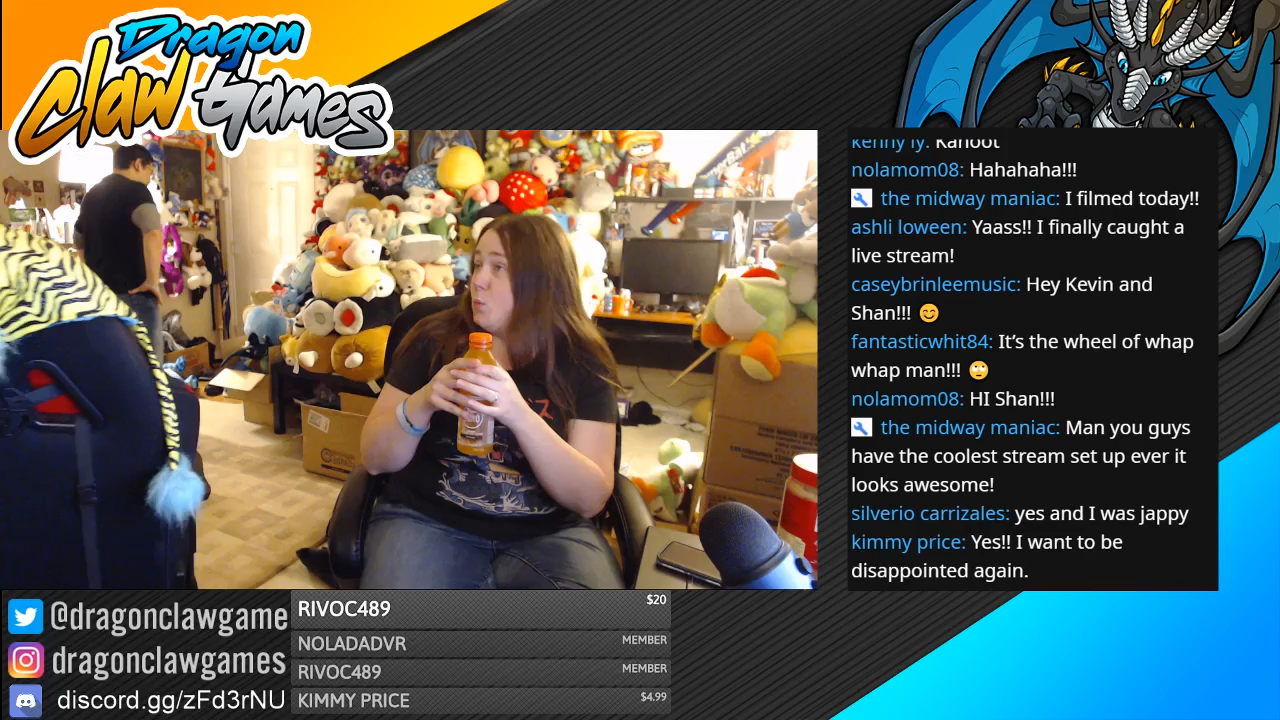 Dragon
Claw Games
kenny ly: Kahoot
nolamom08: Hahahaha!!!
the midway maniac: I filmed today!!
ashli loween: Yaass!! I finally caught a
live stream!
caseybrinleemusic: Hey Kevin and
Shan!!! 😊
fantasticwhit84: It's the wheel of whap
whap man!!! 🙄
nolamom08: HI Shan!!!
the midway maniac: Man you guys
have the coolest stream set up ever it
looks awesome!
silverio carrizales: yes and I was jappy
kimmy price: Yes!! I want to be
disappointed again.
@dragonclawgame
dragonclawgames
discord.gg/zFd3rNU
RIVOC489 $20
NOLADADVR MEMBER
RIVOC489 MEMBER
KIMMY PRICE $4.99